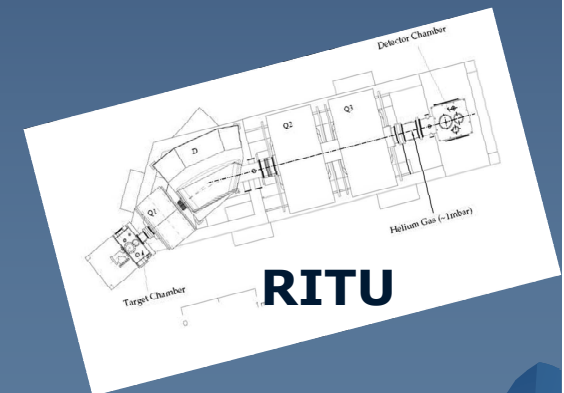 Detector Chamber
Q3
Q2
D
Q1
Helium Gas (~1mbar)
Target Chamber
RITU
0